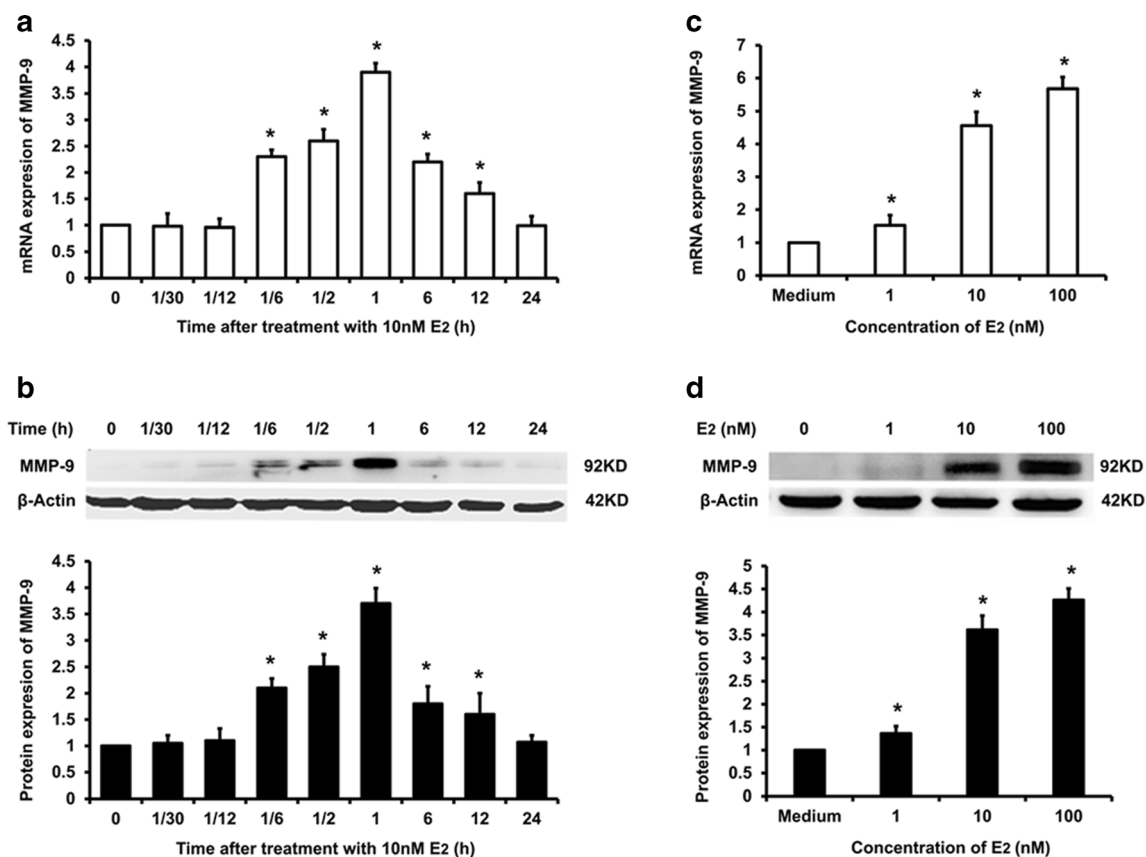 a
mRNA expresion of MMP-9
4.5
4
3.5
3
2.5
2
1.5
1
0.5
0
* * * * *
0 1/30 1/12 1/6 1/2 1 6 12 24
Time after treatment with 10nM E2 (h)
c
mRNA expression of MMP-9
7
6
5
4
3
2
1
0
* * *
Medium 1 10 100
Concentration of E2 (nM)
b
Time (h) 0 1/30 1/12 1/6 1/2 1 6 12 24
MMP-9 92KD
β-Actin 42KD
Protein expression of MMP-9
4.5
4
3.5
3
2.5
2
1.5
1
0.5
0
* * * * *
0 1/30 1/12 1/6 1/2 1 6 12 24
Time after treatment with 10nM E2 (h)
d
E2 (nM) 0 1 10 100
MMP-9 92KD
β-Actin 42KD
Protein expression of MMP-9
5
4.5
4
3.5
3
2.5
2
1.5
1
0.5
0
* * *
Medium 1 10 100
Concentration of E2 (nM)